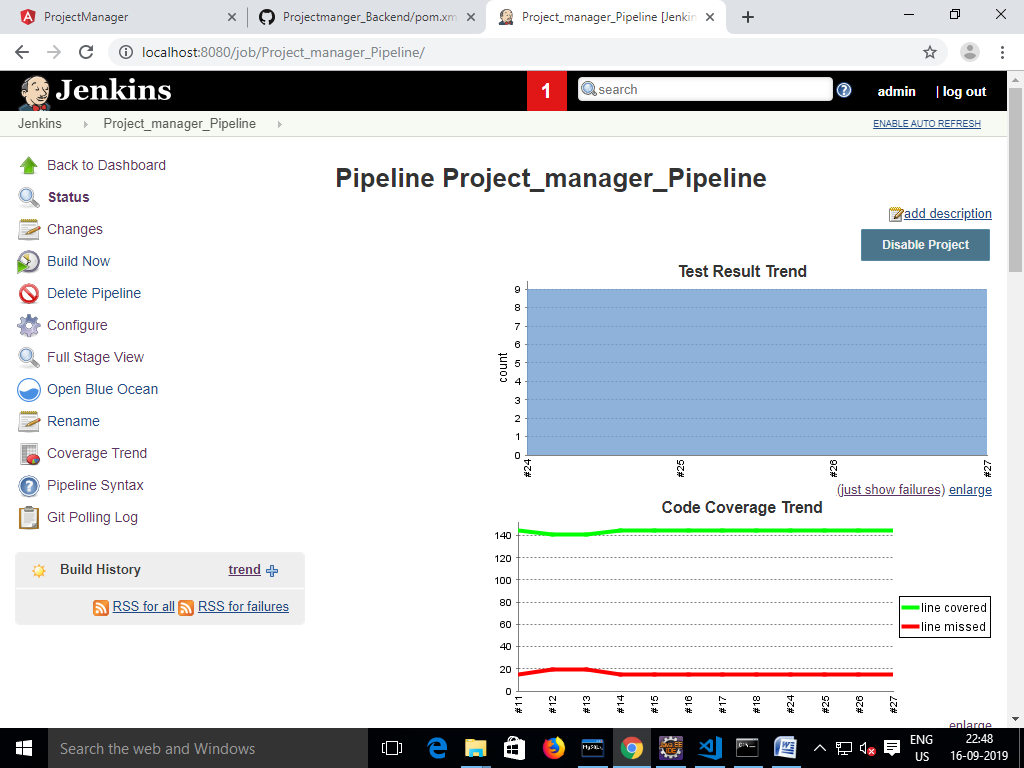 ProjectManager
Projectmanger_Backend/pom.xm
Project_manager_Pipeline [Jenkin
localhost:8080/job/Project_manager_Pipeline/
Jenkins
1
search
admin
| log out
Jenkins
Project_manager_Pipeline
ENABLE AUTO REFRESH
Back to Dashboard
Status
Changes
Build Now
Delete Pipeline
Configure
Full Stage View
Open Blue Ocean
Rename
Coverage Trend
Pipeline Syntax
Git Polling Log
Build History
trend
RSS for all
RSS for failures
Pipeline Project_manager_Pipeline
add description
Disable Project
Test Result Trend
count
9
8
7
6
5
4
3
2
1
0
#24
#25
#26
#27
(just show failures) enlarge
Code Coverage Trend
140
120
100
80
60
40
20
0
#11
#12
#13
#14
#15
#16
#17
#18
#24
#25
#26
#27
line covered
line missed
enlarge
Search the web and Windows
MySQL
ENG
US
22:48
16-09-2019